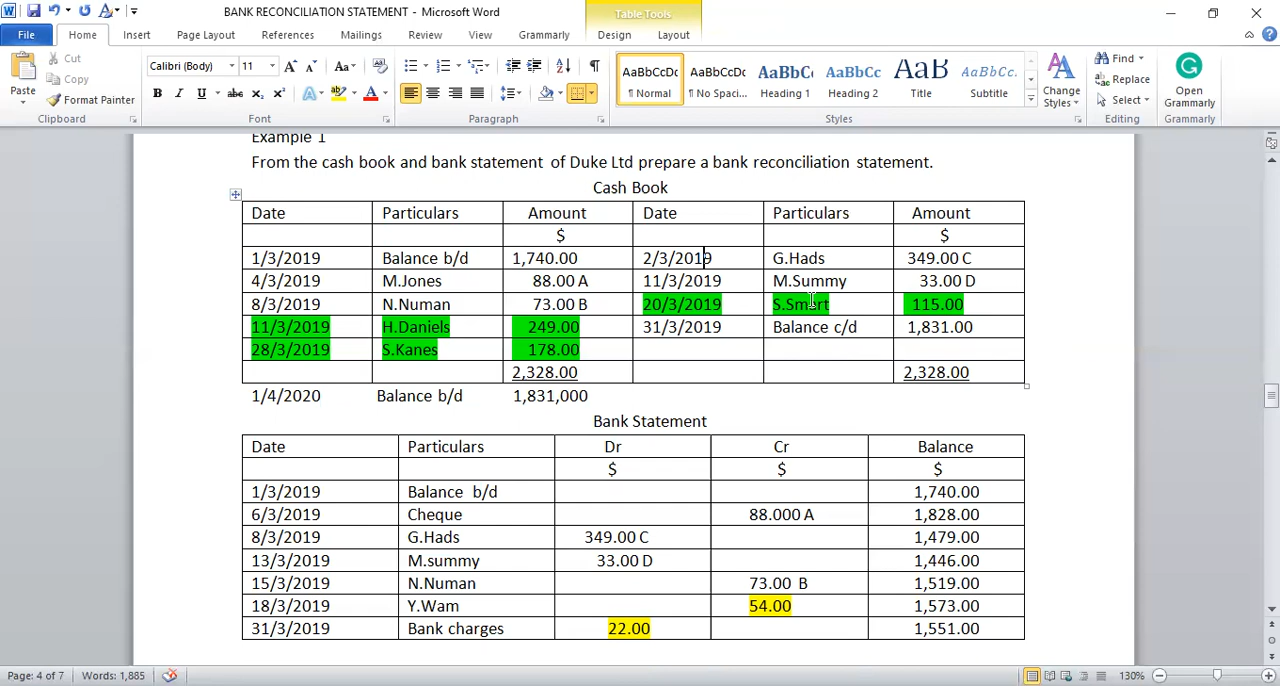 BANK RECONCILIATION STATEMENT - Microsoft Word
Table Tools
File Home Insert Page Layout References Mailings Review View Grammarly Design Layout
Paste
Cut
Copy
Format Painter
Clipboard
Calibri (Body) 11
Font
Paragraph
AaBbCcDc
¶ Normal
AaBbCcDc
¶ No Spaci...
AaBbC
Heading 1
AaBbCc
Heading 2
AaB
Title
AaBbCc.
Subtitle
Change
Styles
Styles
Find
Replace
Select
Editing
Open
Grammarly
Grammarly
Example 1
From the cash book and bank statement of Duke Ltd prepare a bank reconciliation statement.
Cash Book
Date Particulars Amount Date Particulars Amount
$ $
1/3/2019 Balance b/d 1,740.00 2/3/2019 G.Hads 349.00 C
4/3/2019 M.Jones 88.00 A 11/3/2019 M.Summy 33.00 D
8/3/2019 N.Numan 73.00 B 20/3/2019 S.Smart 115.00
11/3/2019 H.Daniels 249.00 31/3/2019 Balance c/d 1,831.00
28/3/2019 S.Kanes 178.00
2,328.00 2,328.00
1/4/2020 Balance b/d 1,831,000
Bank Statement
Date Particulars Dr Cr Balance
$ $ $
1/3/2019 Balance b/d 1,740.00
6/3/2019 Cheque 88.000 A 1,828.00
8/3/2019 G.Hads 349.00 C 1,479.00
13/3/2019 M.summy 33.00 D 1,446.00
15/3/2019 N.Numan 73.00 B 1,519.00
18/3/2019 Y.Wam 54.00 1,573.00
31/3/2019 Bank charges 22.00 1,551.00
Page: 4 of 7 Words: 1,885 130%